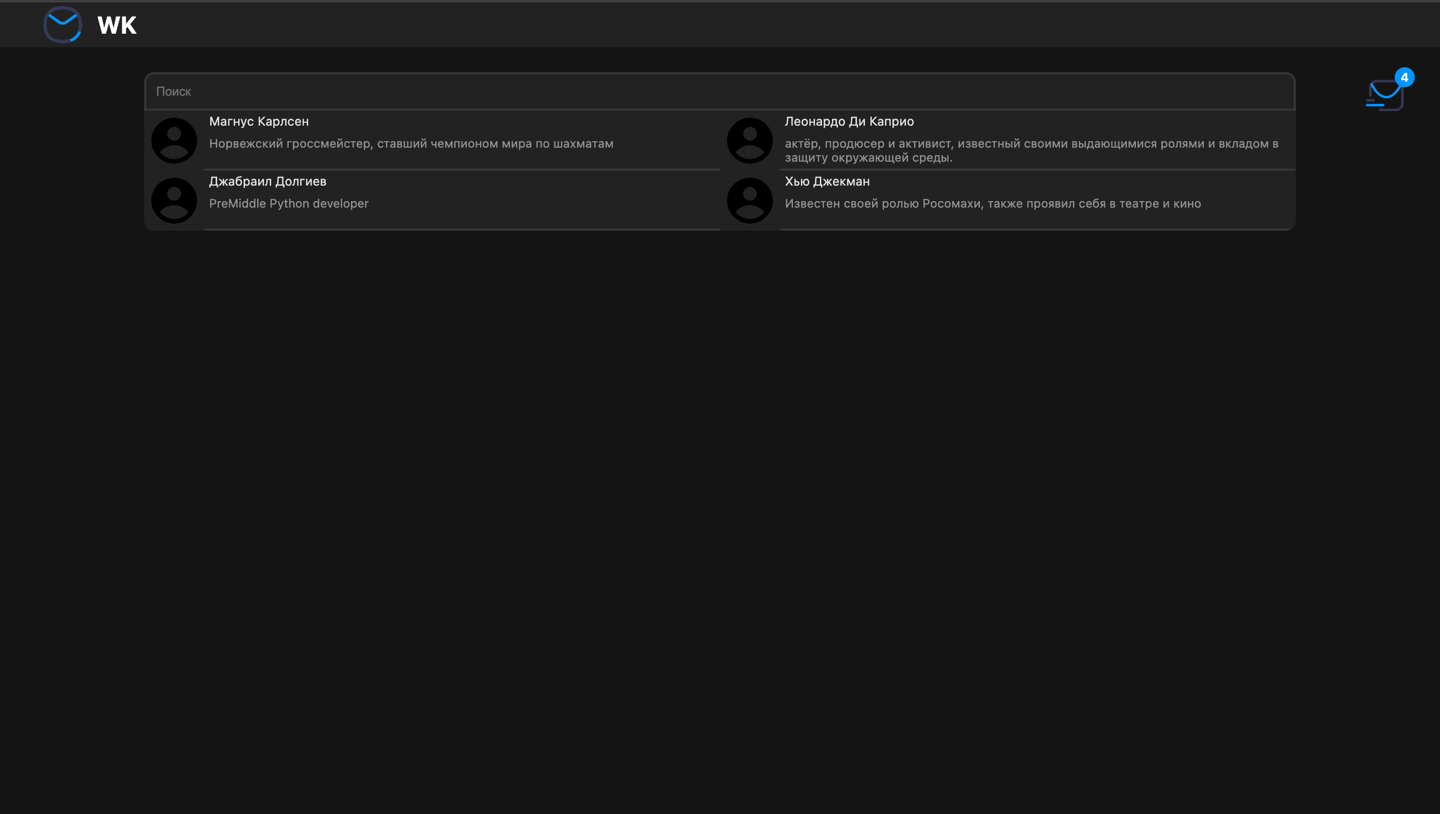 WK
4
Поиск
Магнус Карлсен
Норвежский гроссмейстер, ставший чемпионом мира по шахматам
Леонардо Ди Каприо
актёр, продюсер и активист, известный своими выдающимися ролями и вкладом в
защиту окружающей среды.
Джабраил Долгиев
PreMiddle Python developer
Хью Джекман
Известен своей ролью Росомахи, также проявил себя в театре и кино